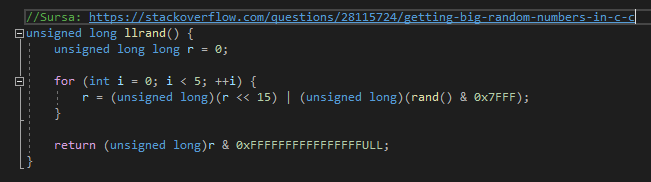 //Sursa: https://stackoverflow.com/questions/28115724/getting-big-random-numbers-in-c-c
unsigned long llrand() {
unsigned long long r = 0;
for (int i = 0; i < 5; ++i) {
r = (unsigned long)(r << 15) | (unsigned long)(rand() & 0x7FFF);
}
return (unsigned long)r & 0xFFFFFFFFFFFFFFFFULL;
}